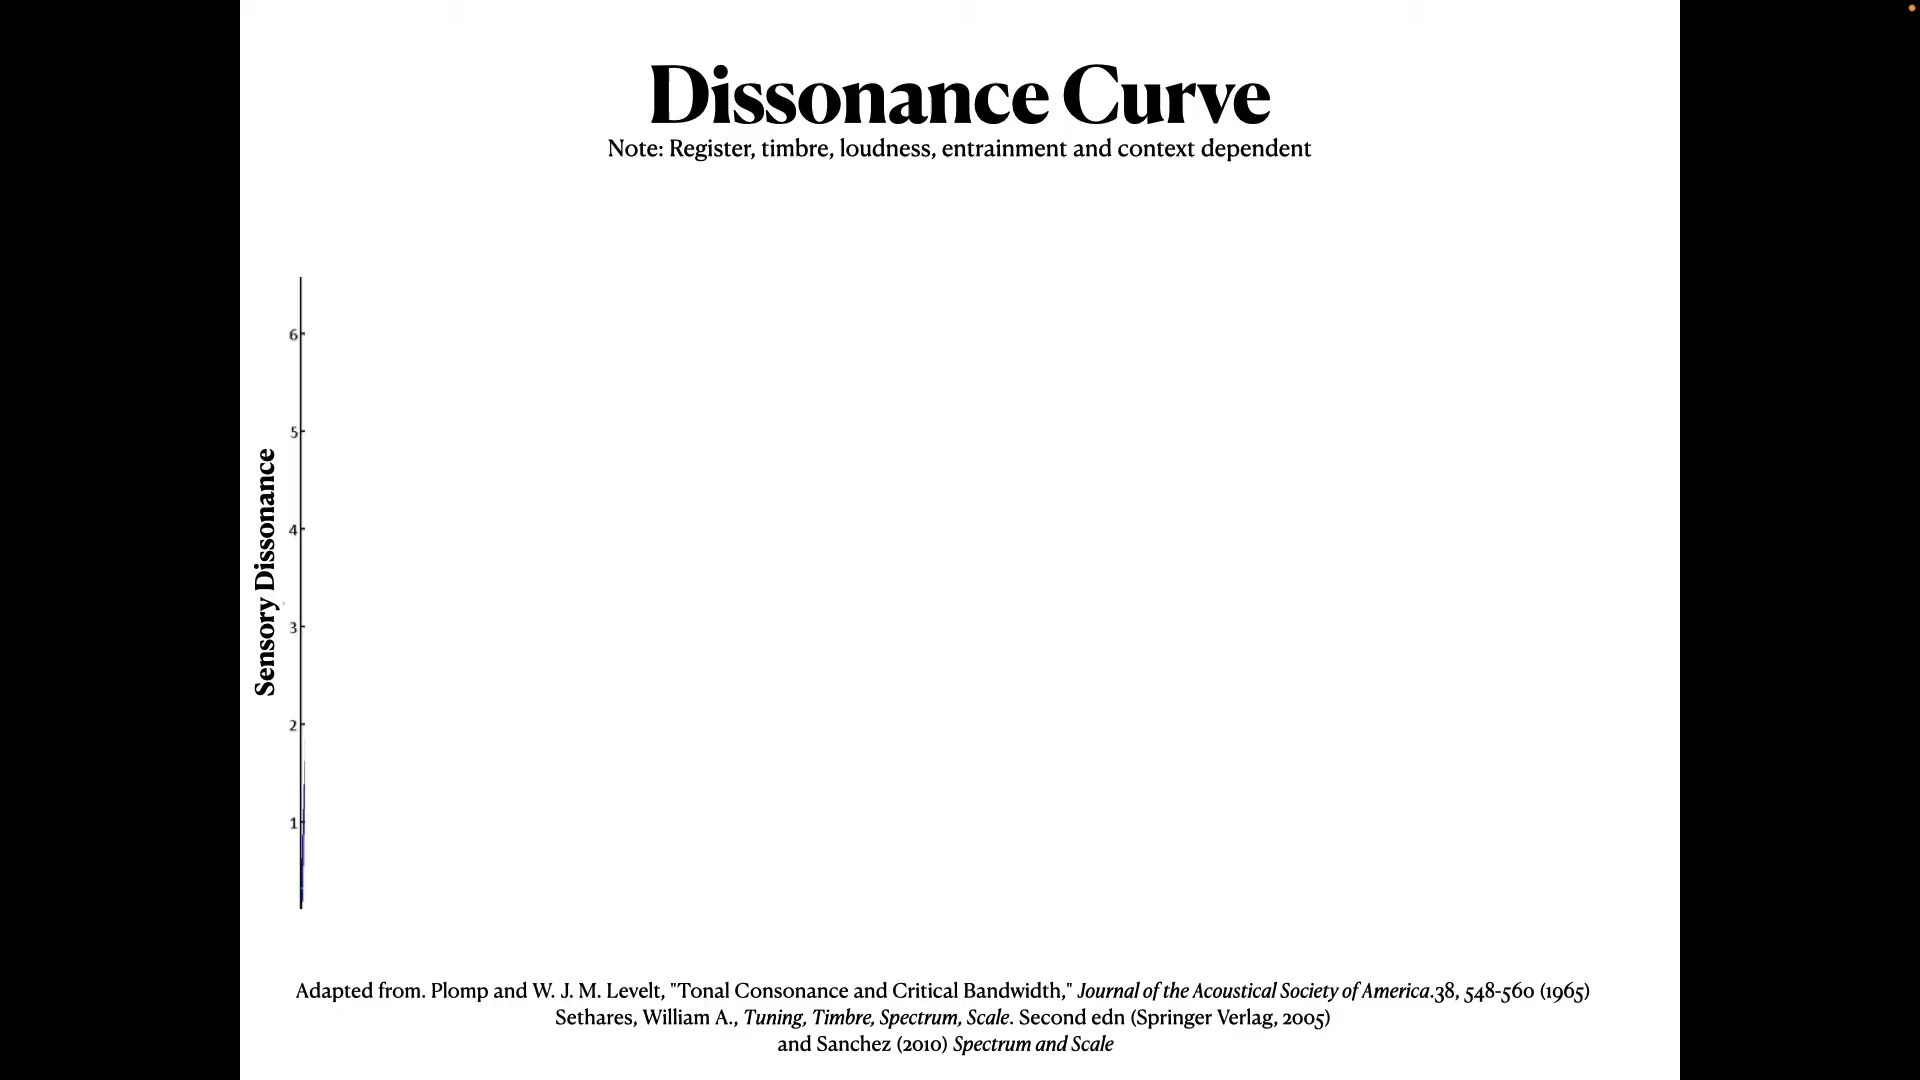 Dissonance Curve
Note: Register, timbre, loudness, entrainment and context dependent
Sensory Dissonance
6
5
4
3
2
1
Adapted from. Plomp and W. J. M. Levelt, "Tonal Consonance and Critical Bandwidth," Journal of the Acoustical Society of America.38, 548-560 (1965)
Sethares, William A., Tuning, Timbre, Spectrum, Scale. Second edn (Springer Verlag, 2005)
and Sanchez (2010) Spectrum and Scale